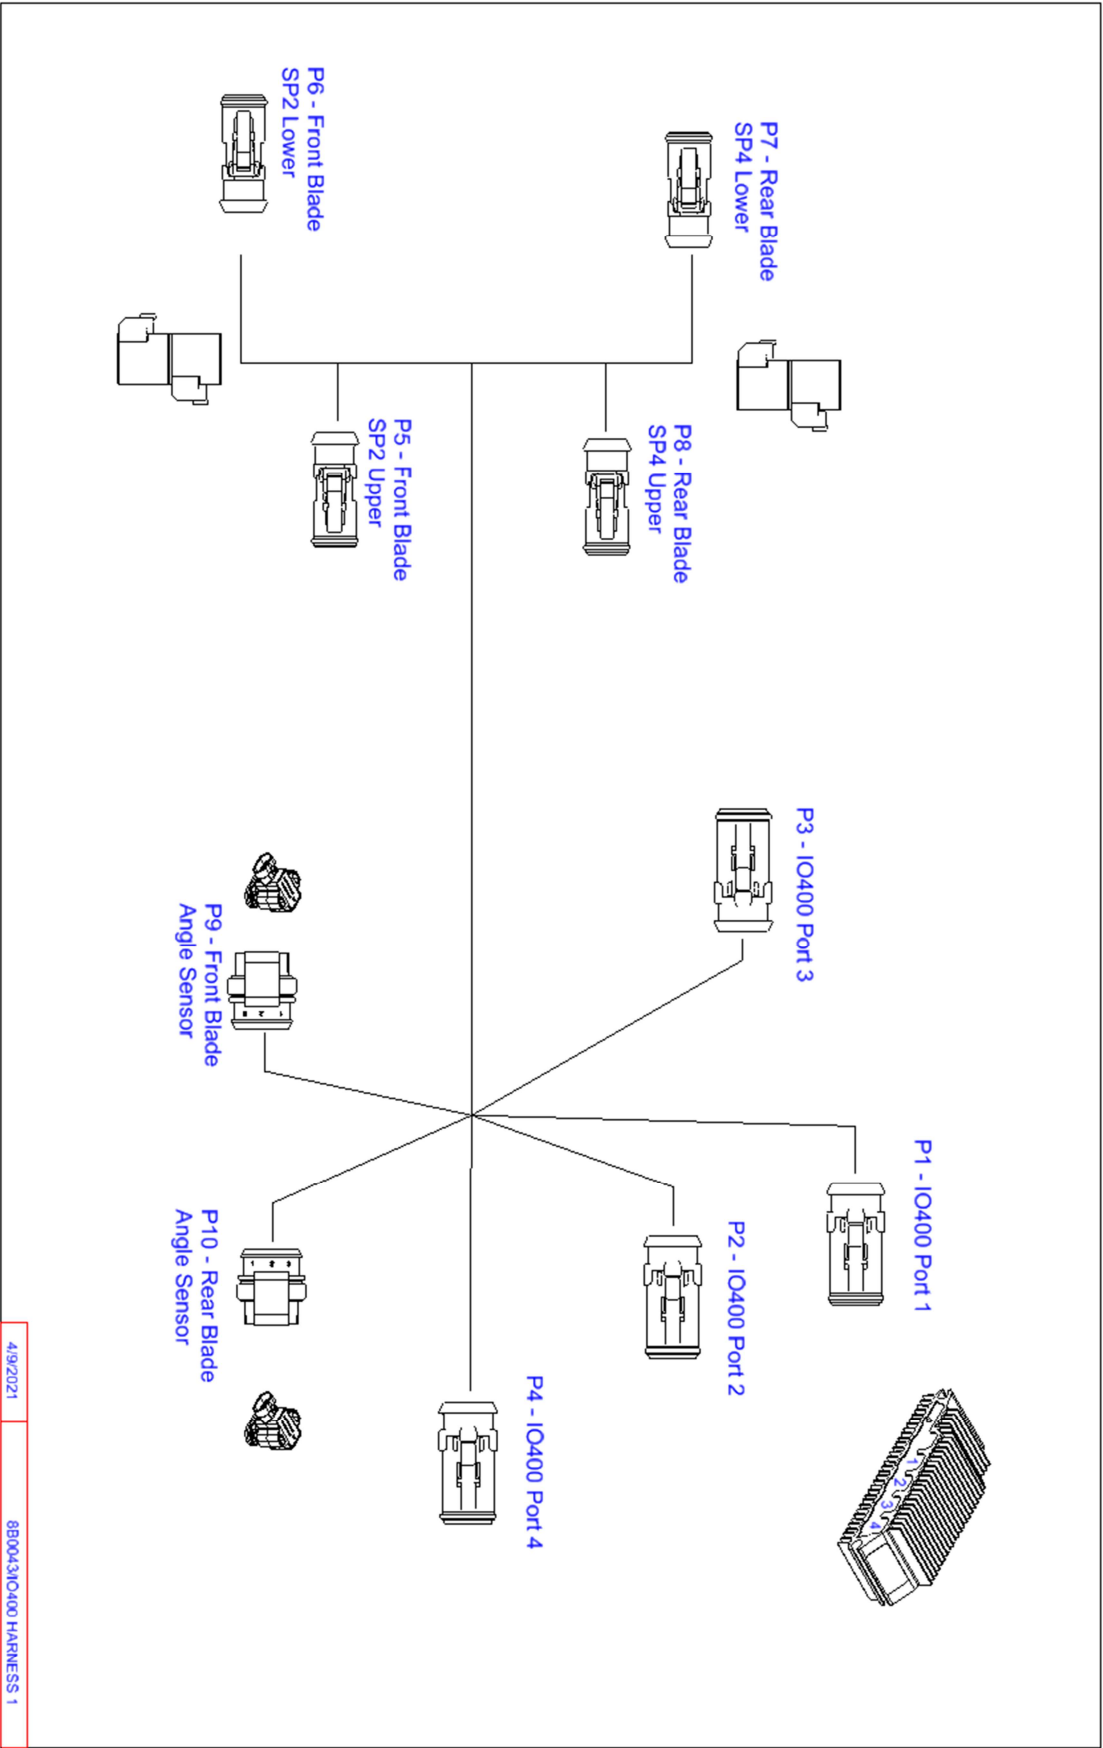 P1 - IO400 Port 1
1
2
3
4
P7 - Rear Blade
SP4 Lower
P3 - IO400 Port 3
P2 - IO400 Port 2
P8 - Rear Blade
SP4 Upper
P4 - IO400 Port 4
P5 - Front Blade
SP2 Upper
P6 - Front Blade
SP2 Lower
P9 - Front Blade
Angle Sensor
P10 - Rear Blade
Angle Sensor
4/9/2021
8B0043/IO400 HARNESS 1